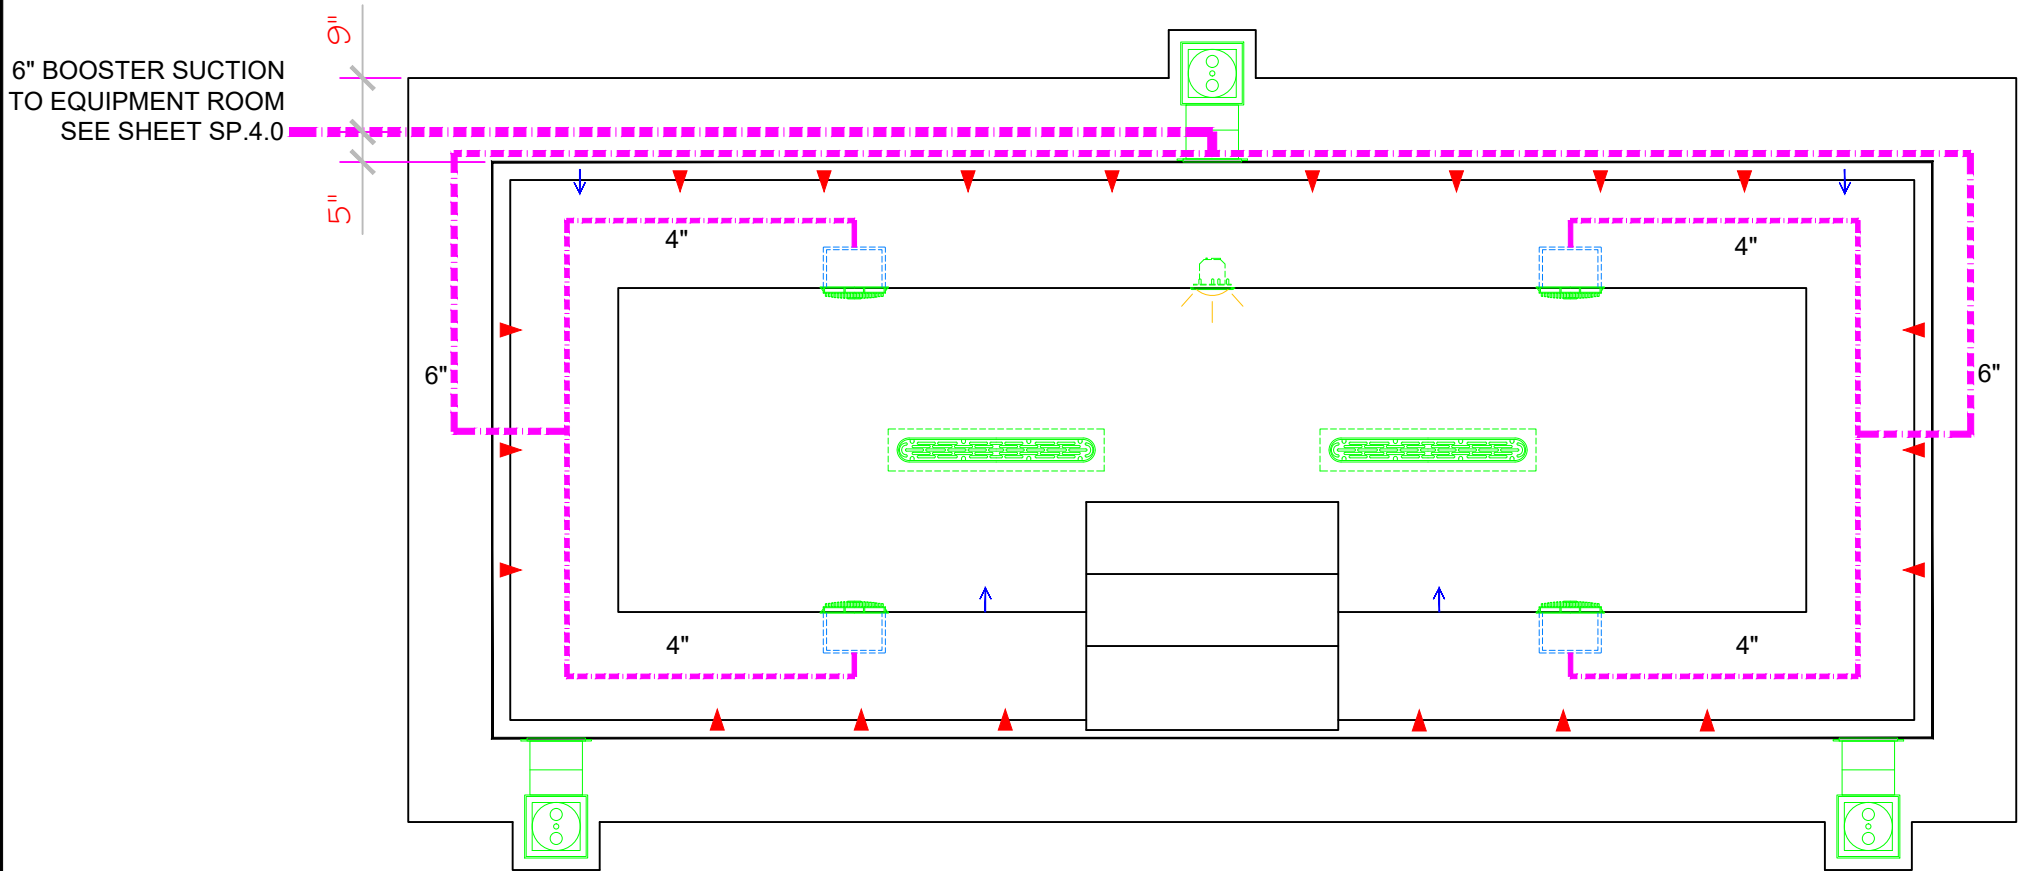 9"
6" BOOSTER SUCTION
TO EQUIPMENT ROOM
SEE SHEET SP.4.0
5"
4"
4"
6"
6"
4"
4"